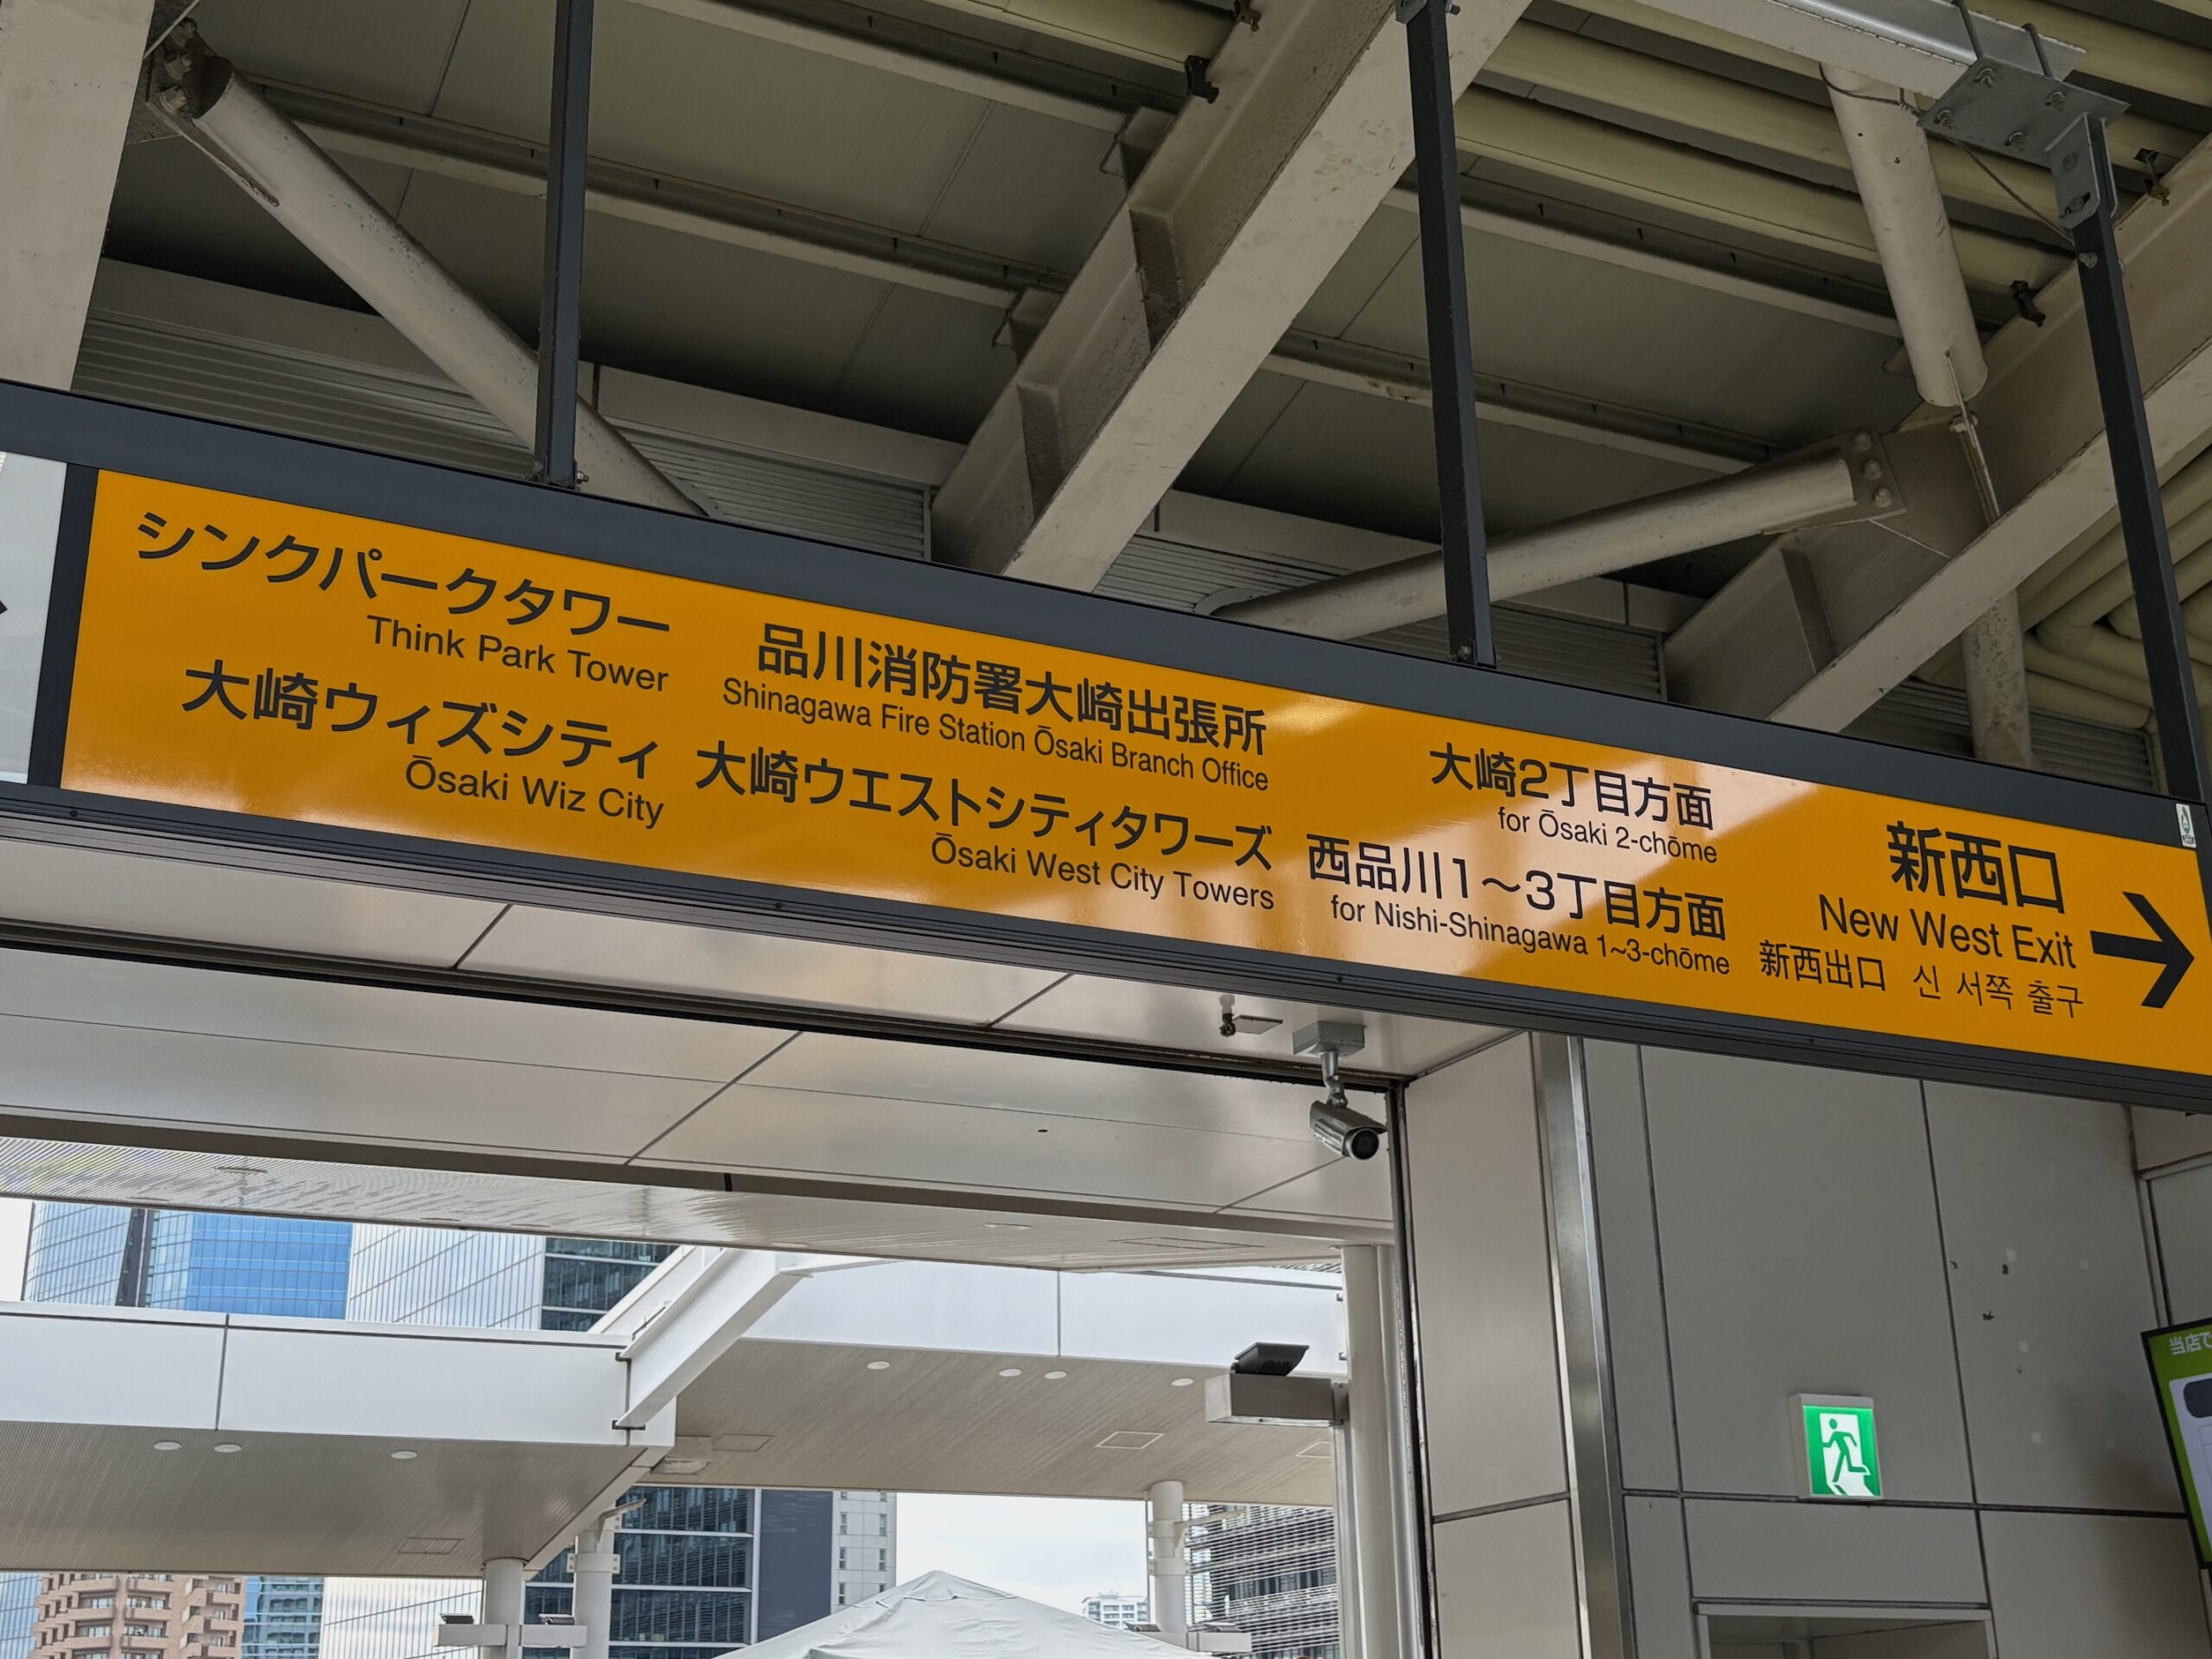 シンクパークタワー
Think Park Tower
大崎ウィズシティ
Ōsaki Wiz City
品川消防署大崎出張所
Shinagawa Fire Station Ōsaki Branch Office
大崎ウエストシティタワーズ
Ōsaki West City Towers
大崎2丁目方面
for Ōsaki 2-chōme
西品川1～3丁目方面
for Nishi-Shinagawa 1~3-chōme
新西口
New West Exit
新西出口 신 서쪽 출구
当店で